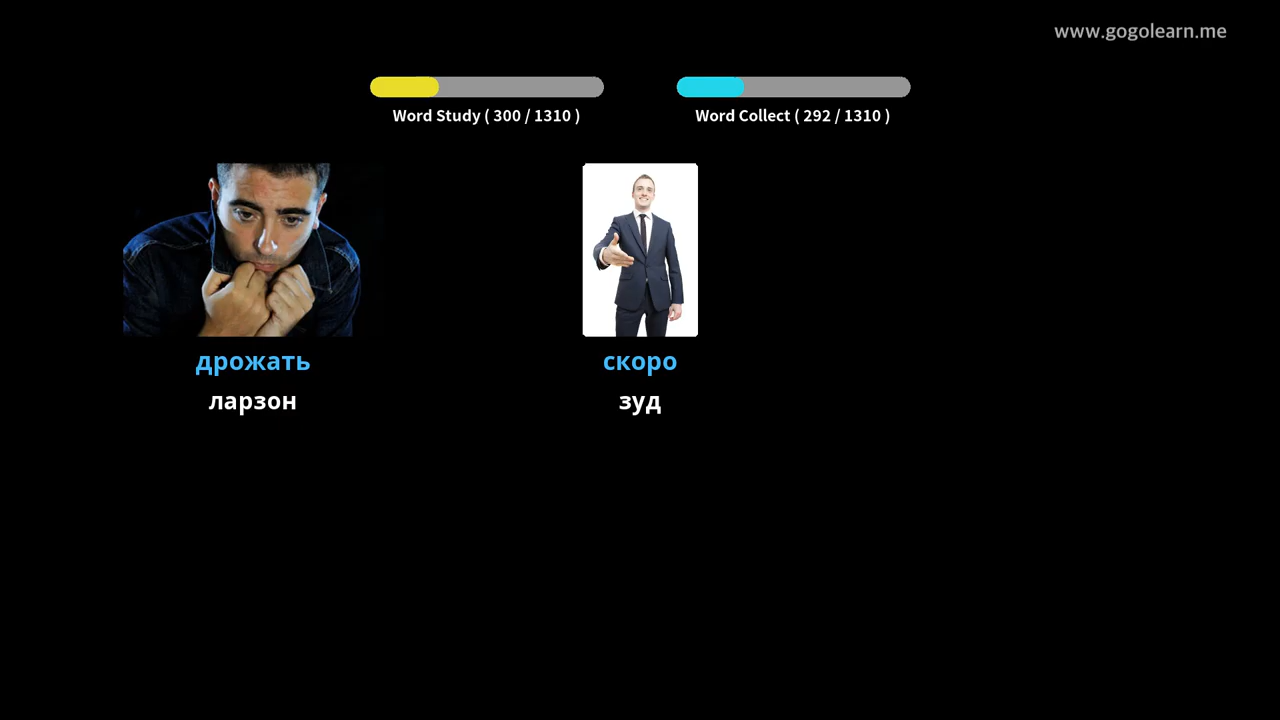 www.gogolearn.me
Word Study ( 300 / 1310 )
Word Collect ( 292 / 1310 )
дрожать
ларзон
скоро
зуд